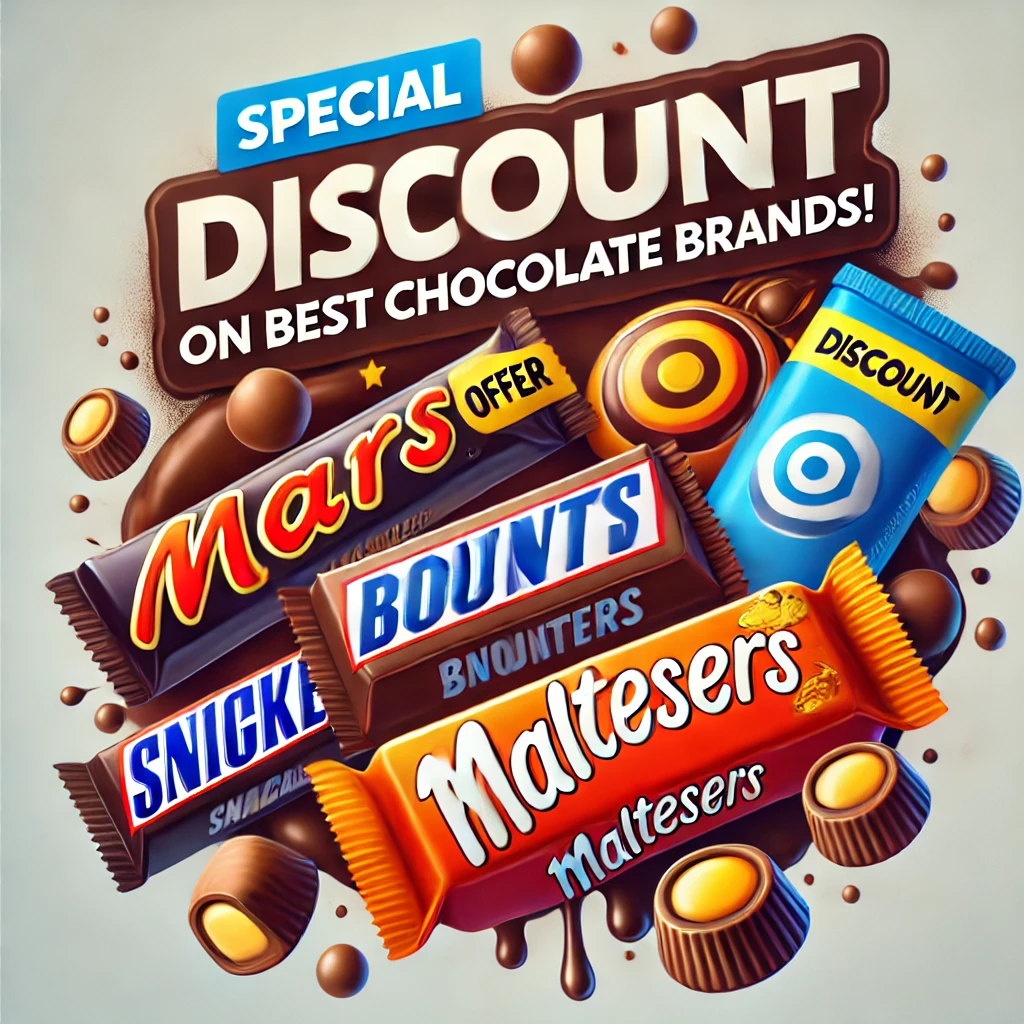 SPECIAL
DISCOUNT
ON BEST CHOCOLATE BRANDS!
OFFER
Mars
DISCOUNT
BOUNTS
BNOUNTERS
SNICKE
Maltesers
Maltesers